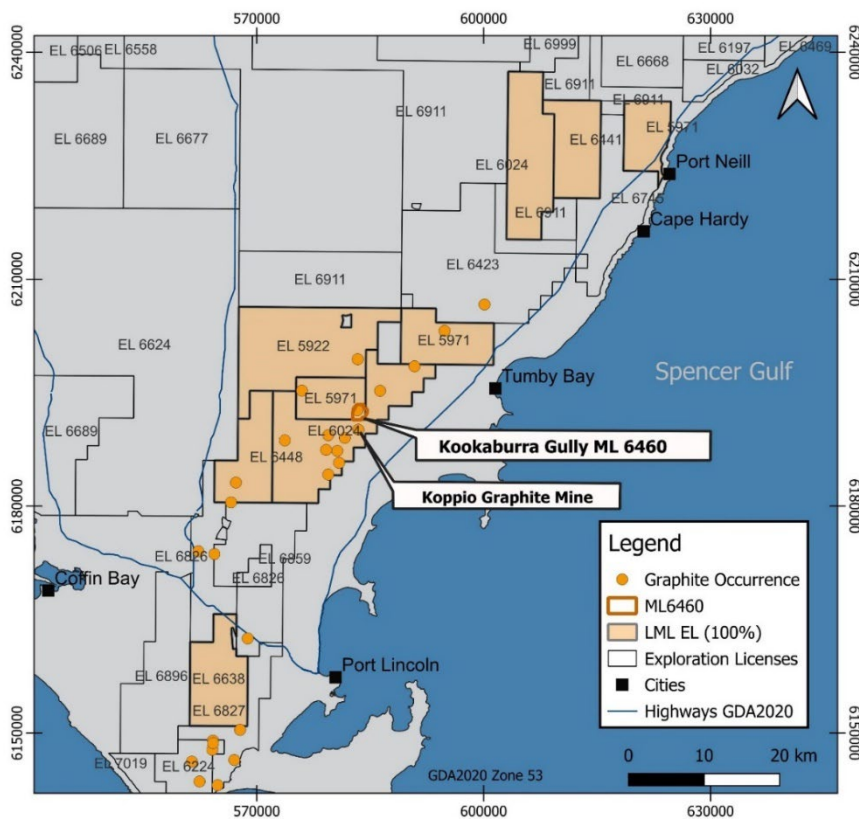 570000
600000
630000
6240000
6240000
EL 6506
EL 6558
EL 6999
EL 6197
EL 6469
EL 6668
EL 6032
EL 6911
EL 6911
EL 6911
EL 6689
EL 6677
EL 6441
EL 5971
EL 6024
Port Neill
EL 6745
EL 6911
Cape Hardy
EL 6423
6210000
EL 6911
6210000
EL 6624
EL 5922
EL 5971
Spencer Gulf
Tumby Bay
EL 5971
EL 6689
EL 6024
Kookaburra Gully ML 6460
EL 6448
Koppio Graphite Mine
6180000
6180000
EL 6826
EL 6859
EL 6826
Coffin Bay
Port Lincoln
EL 6896
EL 6638
EL 6827
6150000
6150000
EL 7019
EL 6224
Legend
Graphite Occurrence
ML6460
LML EL (100%)
Exploration Licenses
Cities
Highways GDA2020
0 10 20 km
GDA2020 Zone 53
570000
600000
630000